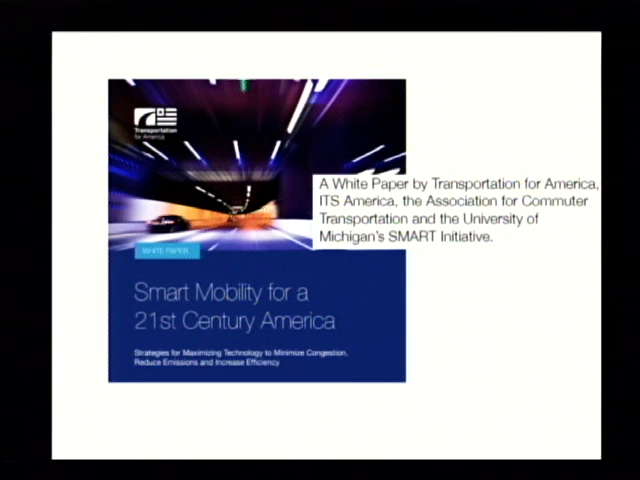 Transportation
for America
A White Paper by Transportation for America,
ITS America, the Association for Commuter
Transportation and the University of
Michigan's SMART Initiative.
WHITE PAPER
Smart Mobility for a
21st Century America
Strategies for Maximizing Technology to Minimize Congestion,
Reduce Emissions and Increase Efficiency